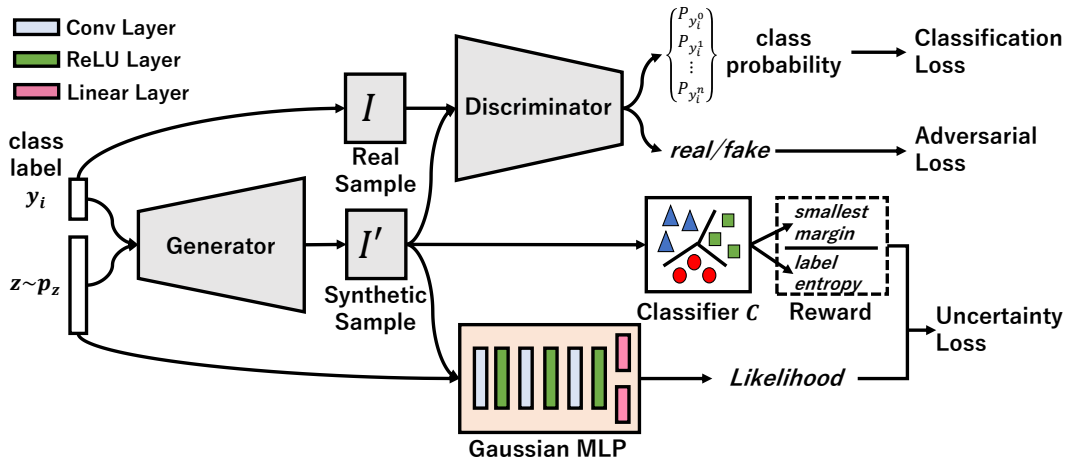 Conv Layer
ReLU Layer
Linear Layer
class
label
y_i
z~p_z
Generator
I
Real
Sample
I′
Synthetic
Sample
Discriminator
P_{y_i^0}
P_{y_i^1}
⋮
P_{y_i^n}
class
probability
Classification
Loss
real/fake
Adversarial
Loss
Classifier C
smallest
margin
label
entropy
Reward
Uncertainty
Loss
Likelihood
Gaussian MLP